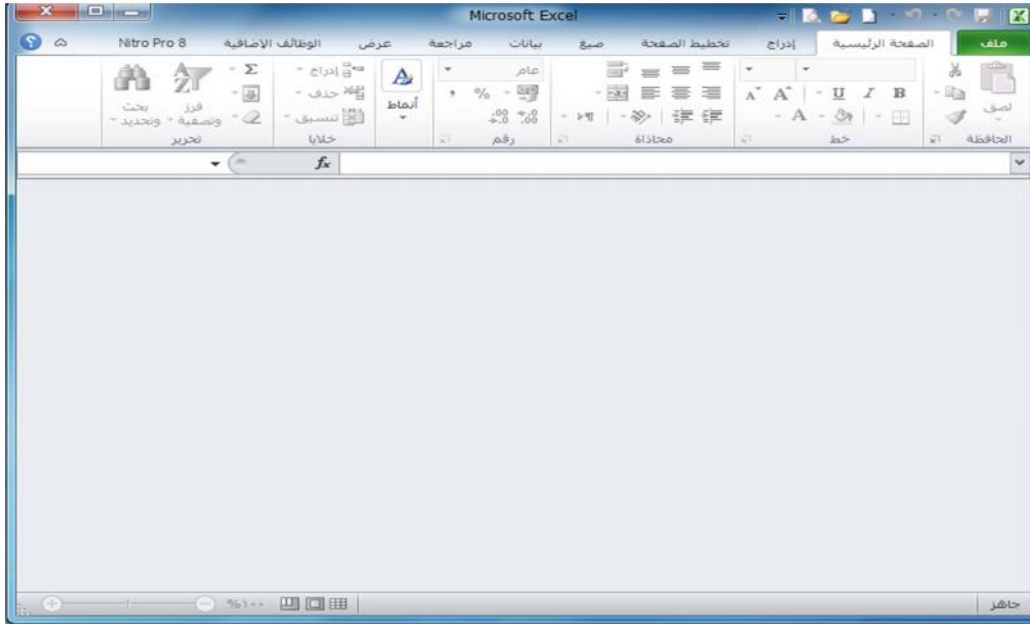 Microsoft Excel
ملف الصفحة الرئيسية إدراج تخطيط الصفحة صيغ بيانات مراجعة عرض الوظائف الإضافية Nitro Pro 8
لصق B I U A A A عام % أنماط إدراج حذف تنسيق Σ فرز وتصفية بحث وتحديد
الحافظة خط محاذاة رقم خلايا تحرير
fx
جاهز ١٠٠%